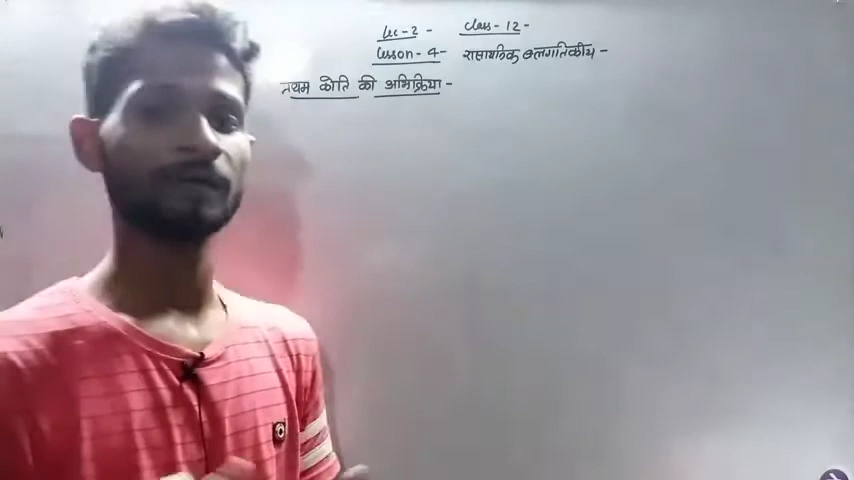 Lec-2 - Class-12-
Lesson-4- रासायनिक बलगतिकीय -
प्रथम कोटि की अभिक्रिया -